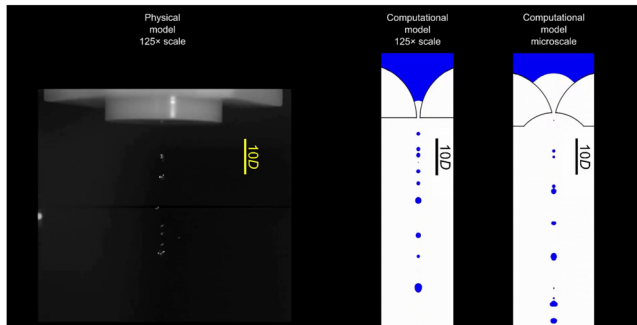 Physical
model
125× scale
Computational
model
125× scale
Computational
model
microscale
10D
10D
10D